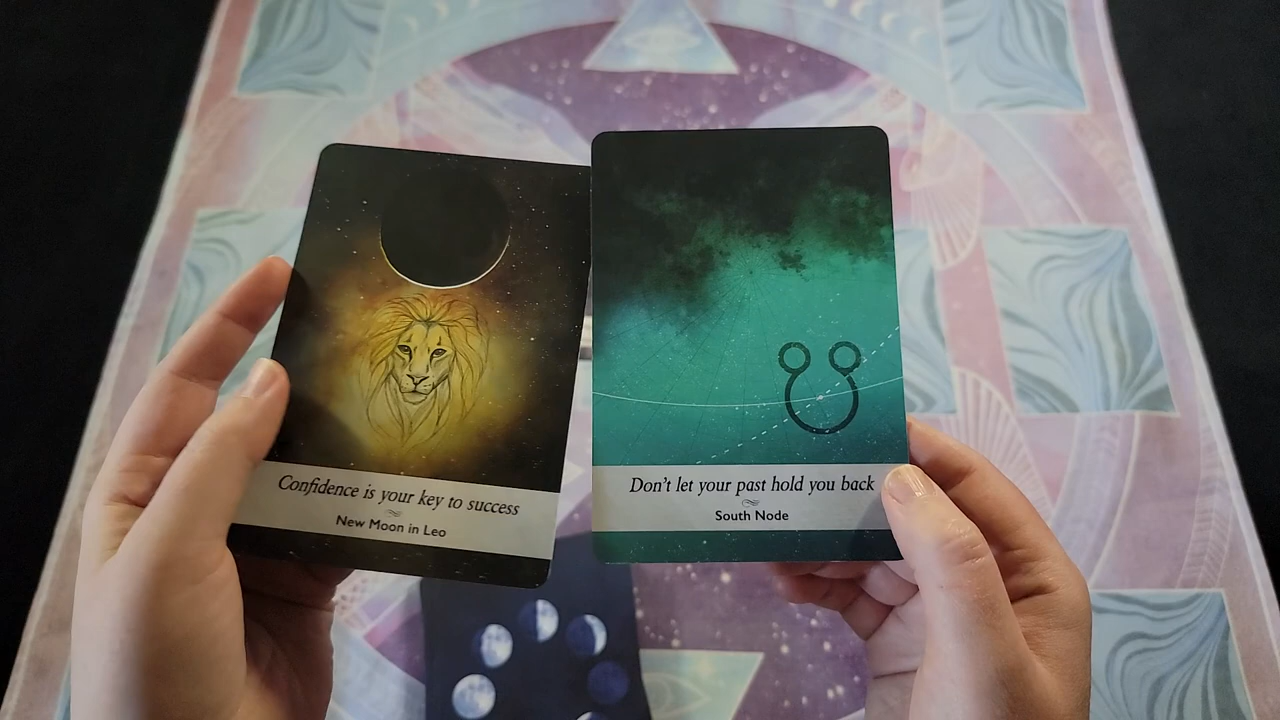 Confidence is your key to success
New Moon in Leo
Don't let your past hold you back
South Node